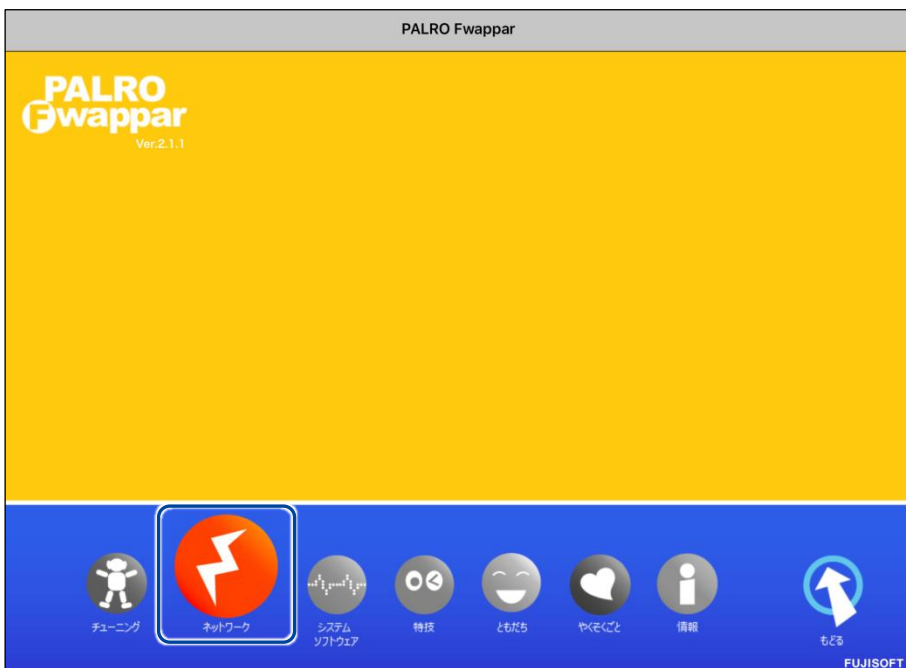 PALRO Fwappar
PALRO
Fwappar
Ver.2.1.1
チューニング
ネットワーク
システム
ソフトウェア
特技
ともだち
やくそくごと
情報
もどる
FUJISOFT